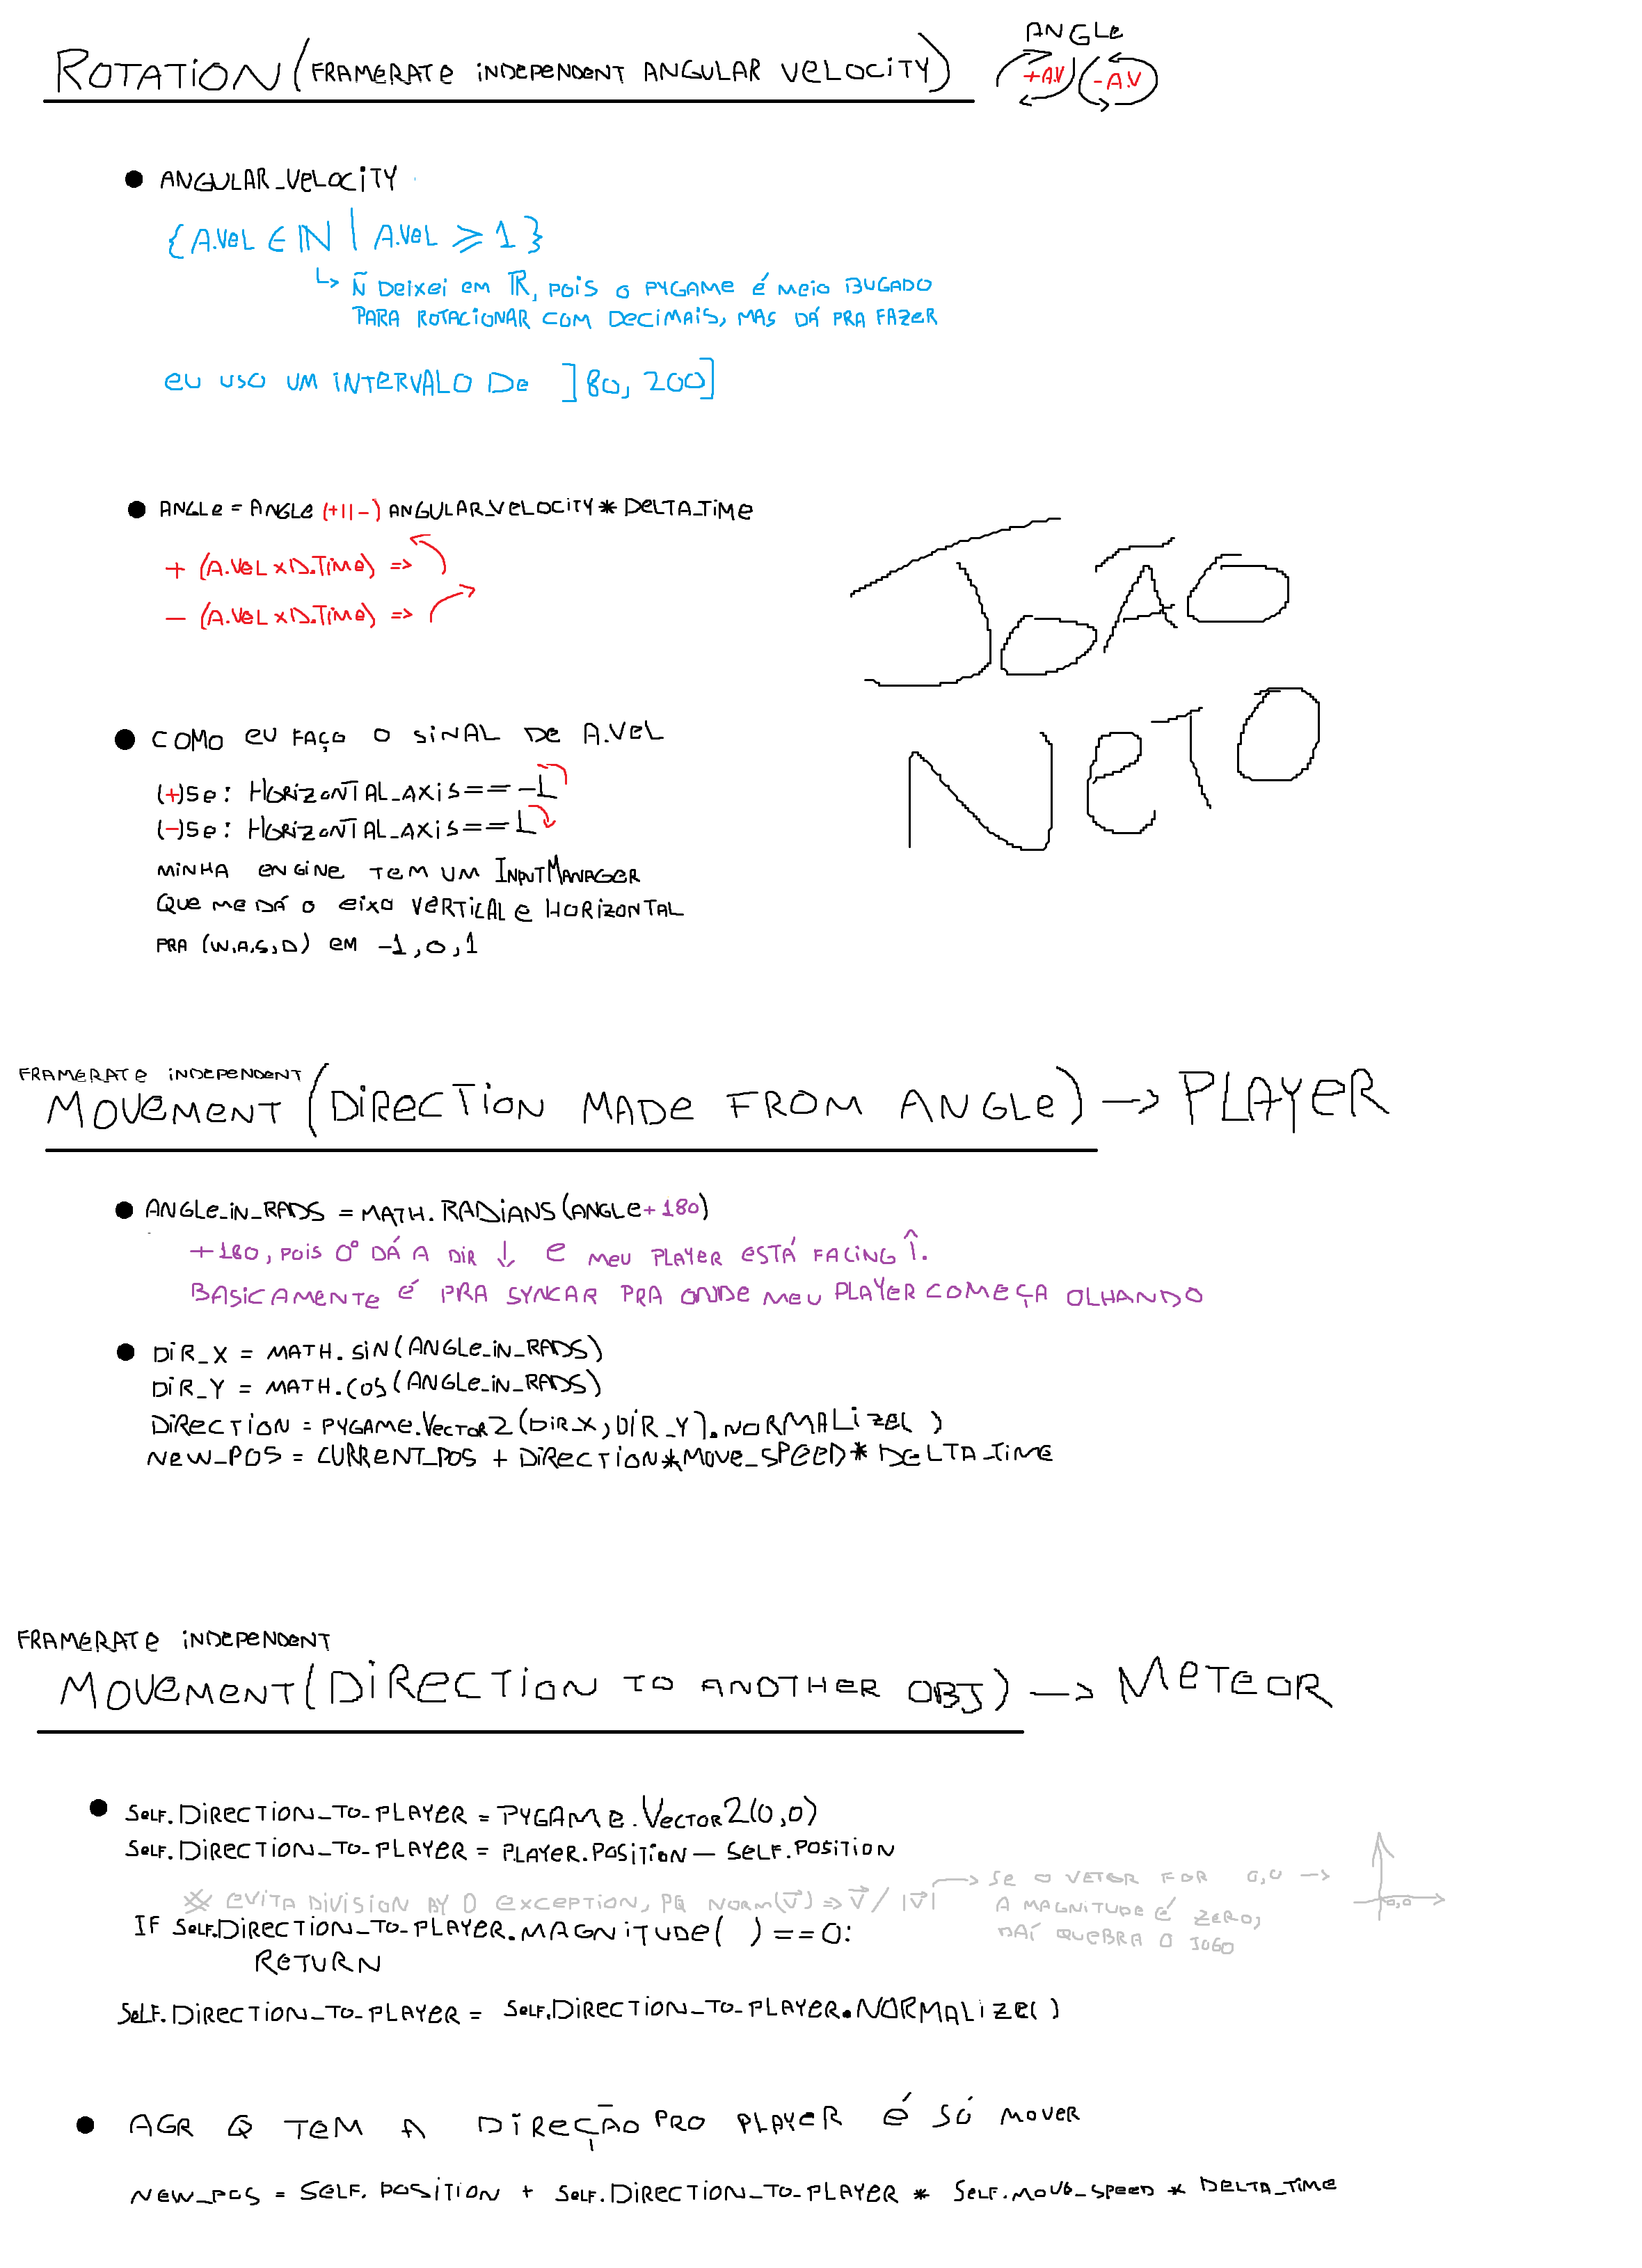 ROTATION (FRAMERATE INDEPENDENT ANGULAR VELOCITY)
ANGLE
+A.V
-A.V
● ANGULAR_VELOCITY
{A.VEL ∈ ℕ | A.VEL ⩾ 1}
↳ Ñ DEIXEI EM ℝ, POIS O PYGAME É MEIO BUGADO
PARA ROTACIONAR COM DECIMAIS, MAS DÁ PRA FAZER
EU USO UM INTERVALO DE ]80, 200]
● ANGLE = ANGLE (+||-) ANGULAR_VELOCITY * DELTA_TIME
+ (A.VEL x D.TIME) =>
- (A.VEL x D.TIME) =>
JOÃO
NETO
● COMO EU FAÇO O SINAL DE A.VEL
(+)SE: HORIZONTAL_AXIS == -1
(-)SE: HORIZONTAL_AXIS == 1
MINHA ENGINE TEM UM INPUTMANAGER
QUE ME DÁ O EIXO VERTICAL E HORIZONTAL
PRA (W,A,S,D) EM -1, 0, 1
FRAMERATE INDEPENDENT
MOVEMENT (DIRECTION MADE FROM ANGLE) -> PLAYER
● ANGLE_IN_RADS = MATH.RADIANS(ANGLE + 180)
+180, POIS 0° DÁ A DIR ↓ E MEU PLAYER ESTÁ FACING ↑.
BASICAMENTE É PRA SYNCAR PRA ONDE MEU PLAYER COMEÇA OLHANDO
● DIR_X = MATH.SIN(ANGLE_IN_RADS)
DIR_Y = MATH.COS(ANGLE_IN_RADS)
DIRECTION = PYGAME.VECTOR2(DIR_X, DIR_Y).NORMALIZE( )
NEW_POS = CURRENT_POS + DIRECTION * MOVE_SPEED * DELTA_TIME
FRAMERATE INDEPENDENT
MOVEMENT (DIRECTION TO ANOTHER OBJ) -> METEOR
● SELF.DIRECTION_TO_PLAYER = PYGAME.VECTOR2(0,0)
SELF.DIRECTION_TO_PLAYER = PLAYER.POSITION - SELF.POSITION
※ EVITA DIVISION BY 0 EXCEPTION, PQ NORM(V⃗) => V⃗ / |V⃗|
-> SE O VETOR FOR 0,0 ->
A MAGNITUDE É ZERO,
DAÍ QUEBRA O JOGO
0,0
IF SELF.DIRECTION_TO_PLAYER.MAGNITUDE( ) == 0:
RETURN
SELF.DIRECTION_TO_PLAYER = SELF.DIRECTION_TO_PLAYER.NORMALIZE( )
● AGR Q TEM A DIREÇÃO PRO PLAYER É SÓ MOVER
NEW_POS = SELF.POSITION + SELF.DIRECTION_TO_PLAYER * SELF.MOVE_SPEED * DELTA_TIME